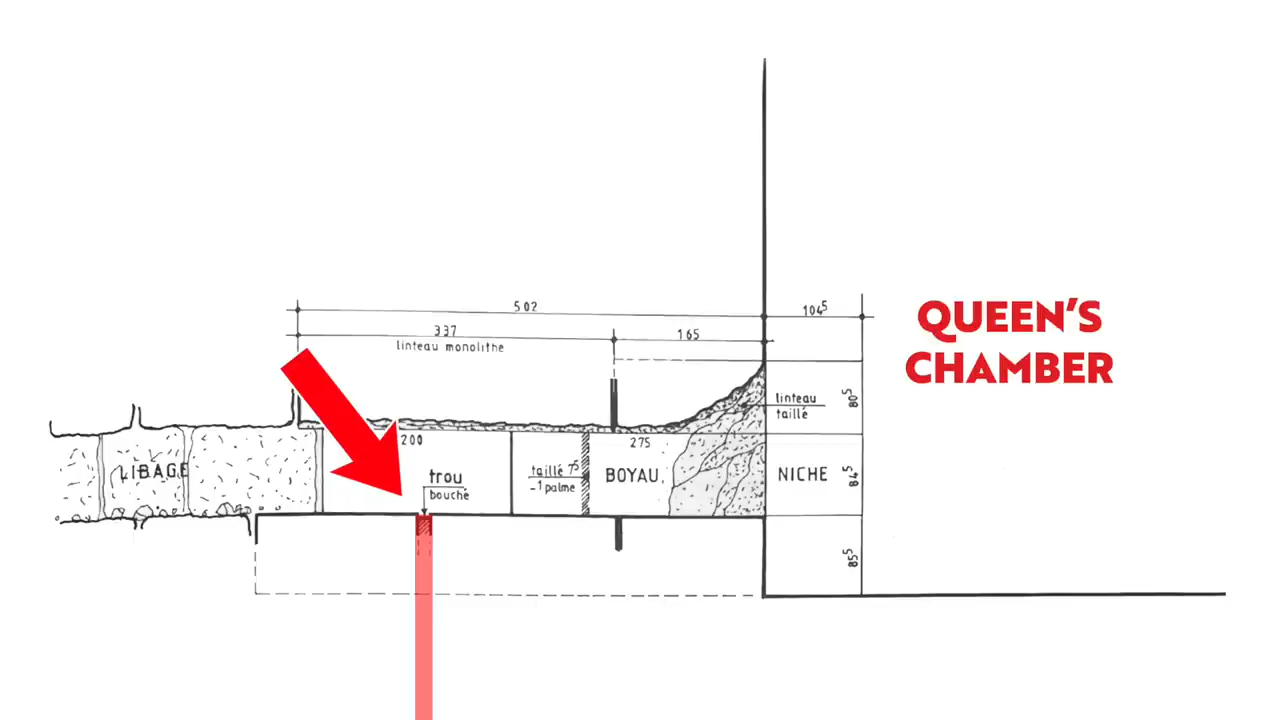 502
104⁵
QUEEN'S
CHAMBER
337
165
linteau monolithe
linteau
taillé
80⁵
200
275
LIBAGE
trou
bouché
taillé 7⁵
-1 palme
BOYAU
NICHE
84⁵
85⁵